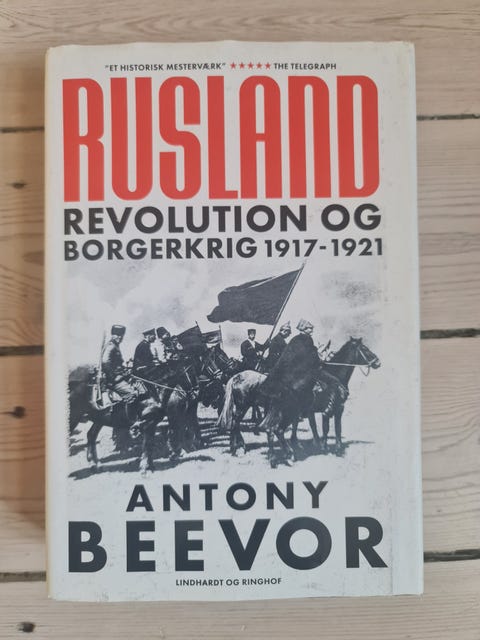 "ET HISTORISK MESTERVÆRK" ★★★★★ THE TELEGRAPH
RUSLAND
REVOLUTION OG
BORGERKRIG 1917-1921
ANTONY
BEEVOR
LINDHARDT OG RINGHOF